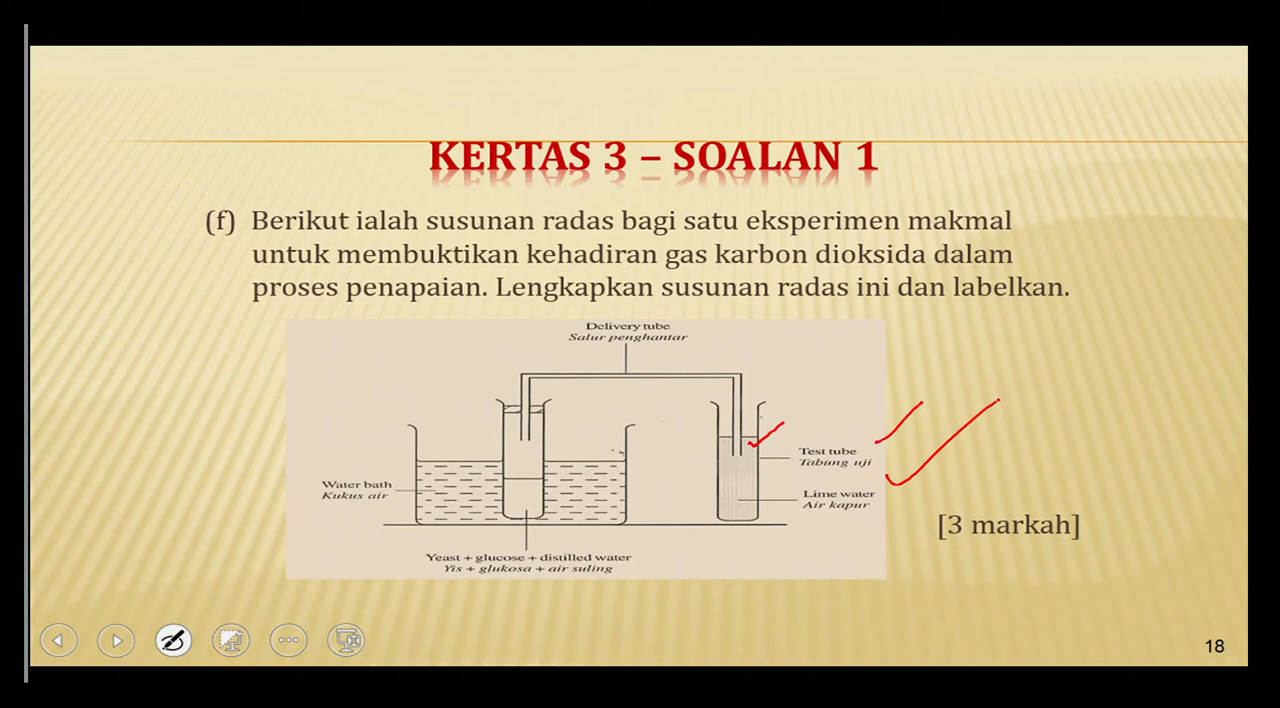 KERTAS 3 – SOALAN 1
(f) Berikut ialah susunan radas bagi satu eksperimen makmal
untuk membuktikan kehadiran gas karbon dioksida dalam
proses penapaian. Lengkapkan susunan radas ini dan labelkan.
Delivery tube
Salur penghantar
Test tube
Tabung uji
Water bath
Kukus air
Lime water
Air kapur
[3 markah]
Yeast + glucose + distilled water
Yis + glukosa + air suling
18